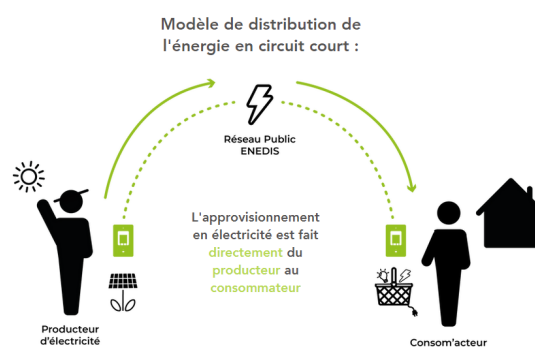 Modèle de distribution de
l'énergie en circuit court :
Réseau Public
ENEDIS
L'approvisionnement
en électricité est fait
directement du
producteur au
consommateur
Producteur
d'électricité
Consom'acteur